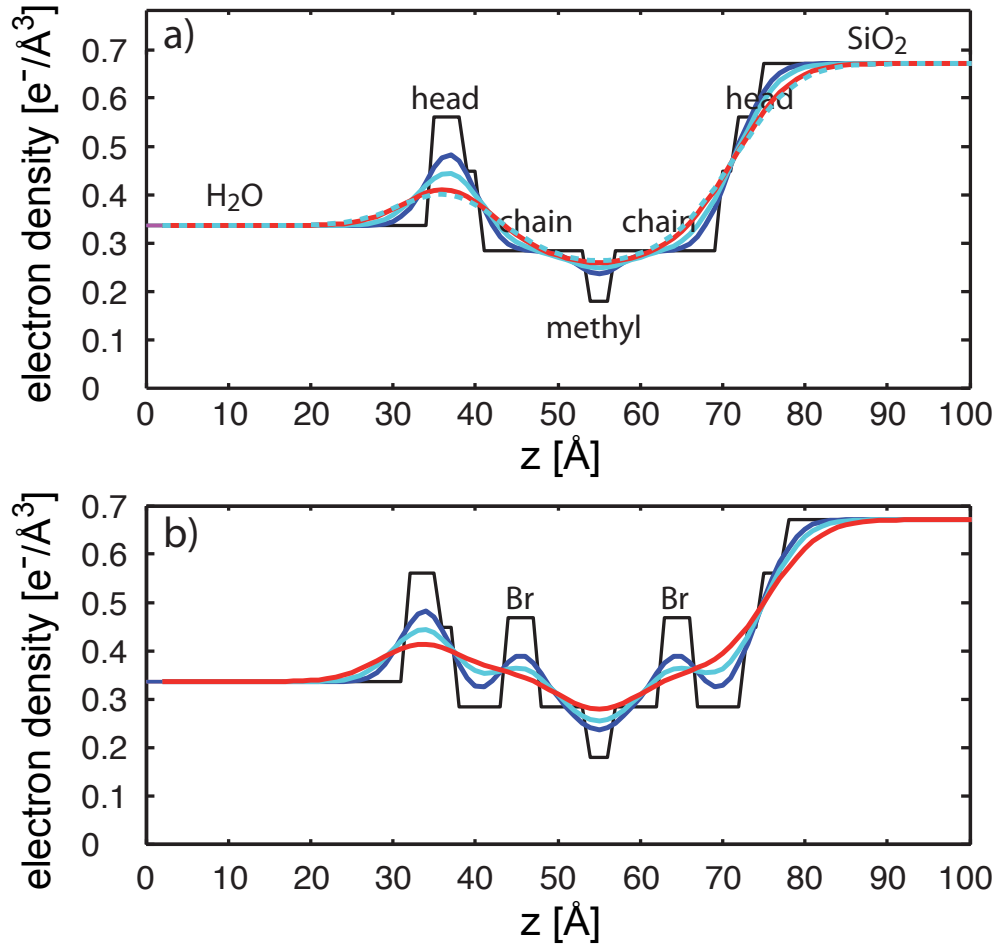 a)
SiO₂
head
head
H₂O
chain
chain
methyl
electron density [e⁻/Å³]
0.7
0.6
0.5
0.4
0.3
0.2
0.1
0
0 10 20 30 40 50 60 70 80 90 100
z [Å]
b)
Br
Br
electron density [e⁻/Å³]
0.7
0.6
0.5
0.4
0.3
0.2
0.1
0
0 10 20 30 40 50 60 70 80 90 100
z [Å]